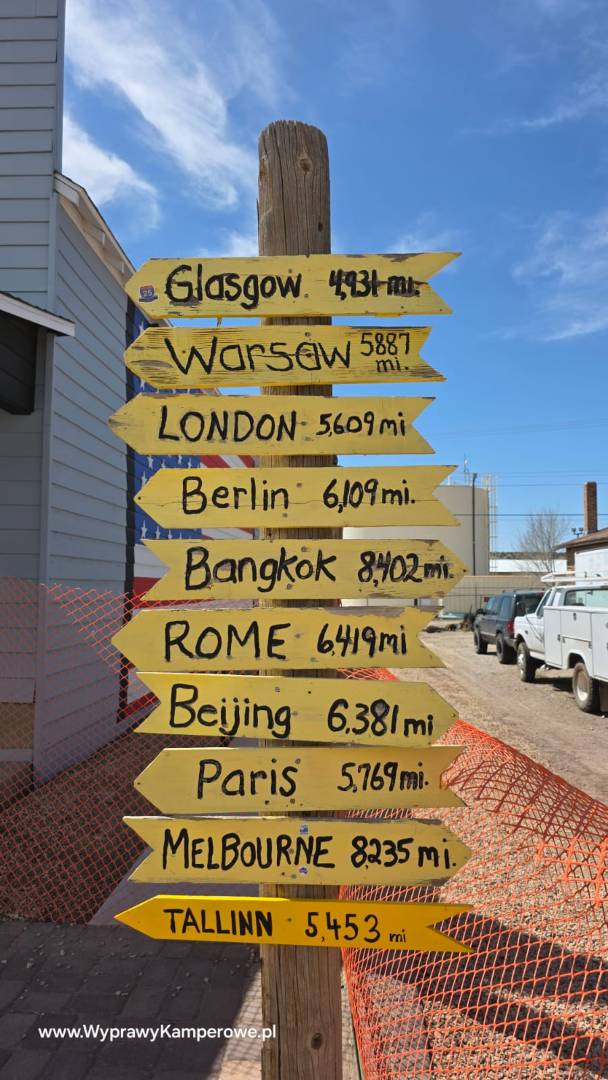 25
Glasgow 4,931 mi.
Warsaw 5887 mi.
LONDON 5,609 mi
Berlin 6,109 mi.
Bangkok 8,402 mi.
ROME 6,419 mi
Beijing 6,381 mi
Paris 5,769 mi.
MELBOURNE 8235 mi.
TALLINN 5,453 mi
www.WyprawyKamperowe.pl